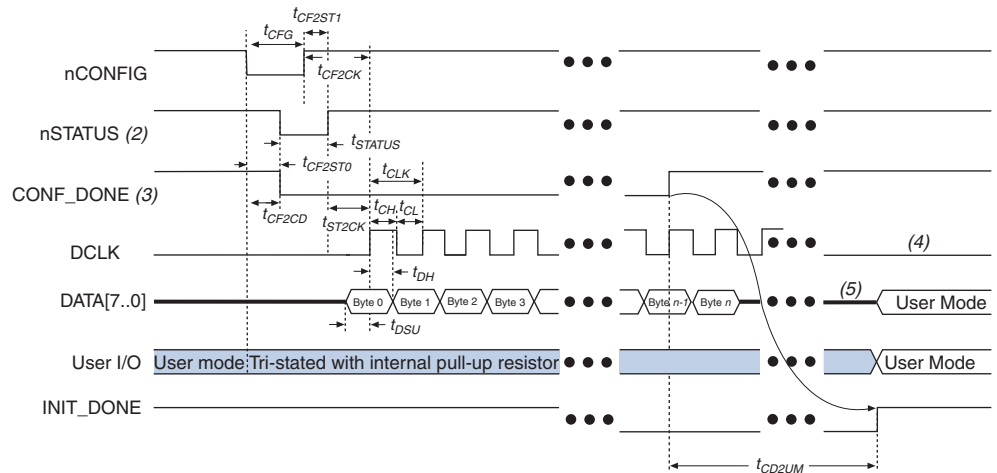 tCF2ST1
tCFG
nCONFIG
tCF2CK
nSTATUS (2)
tSTATUS
tCF2ST0
tCLK
CONF_DONE (3)
tCF2CD
tST2CK
tCH
tCL
DCLK
(4)
tDH
DATA[7..0]
Byte 0
Byte 1
Byte 2
Byte 3
Byte n-1
Byte n
(5)
User Mode
tDSU
User I/O
User mode
Tri-stated with internal pull-up resistor
User Mode
INIT_DONE
tCD2UM